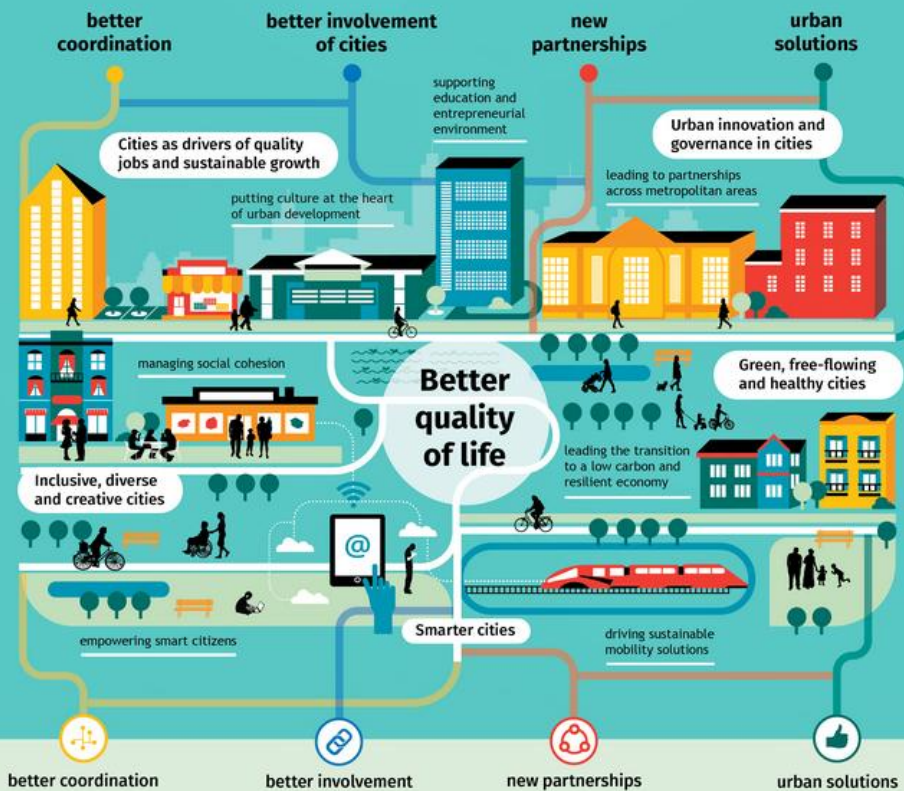 better
coordination
better involvement
of cities
new
partnerships
urban
solutions
supporting
education and
entrepreneurial
environment
Cities as drivers of quality
jobs and sustainable growth
Urban innovation and
governance in cities
putting culture at the heart
of urban development
leading to partnerships
across metropolitan areas
managing social cohesion
Better
quality
of life
Green, free-flowing
and healthy cities
leading the transition
to a low carbon and
resilient economy
Inclusive, diverse
and creative cities
@
empowering smart citizens
Smarter cities
driving sustainable
mobility solutions
better coordination
better involvement
new partnerships
urban solutions